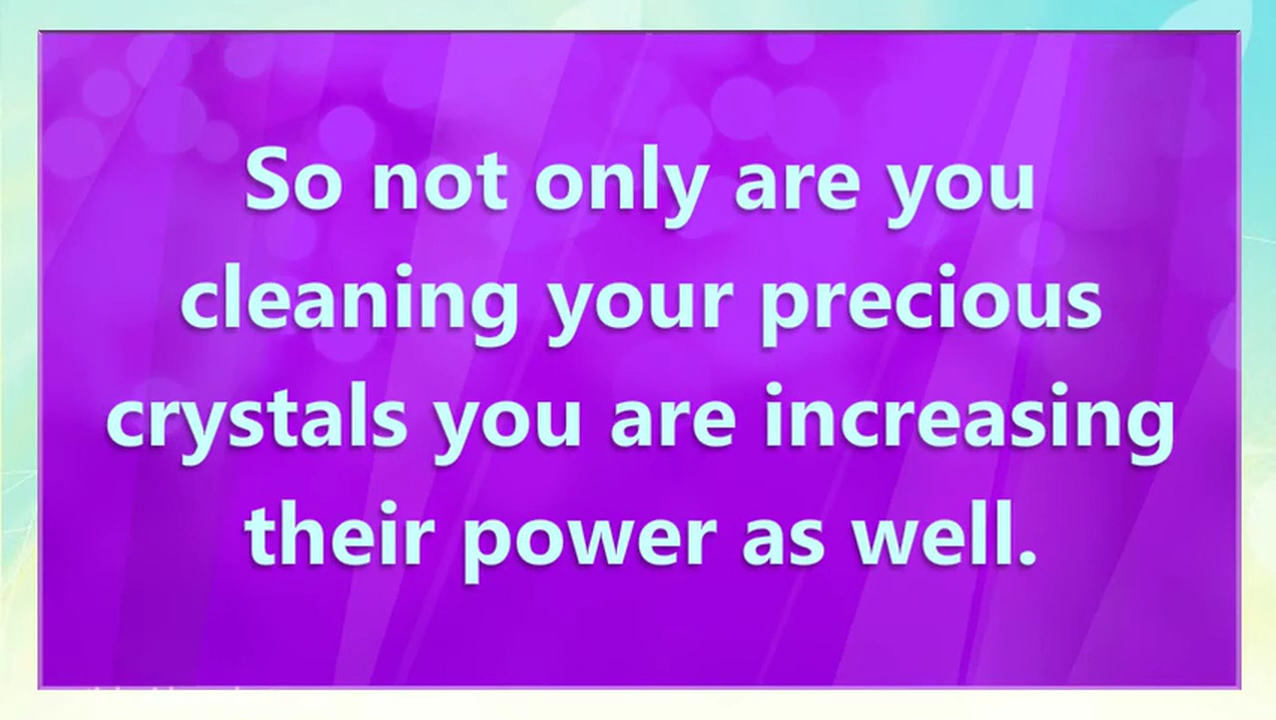 So not only are you
cleaning your precious
crystals you are increasing
their power as well.